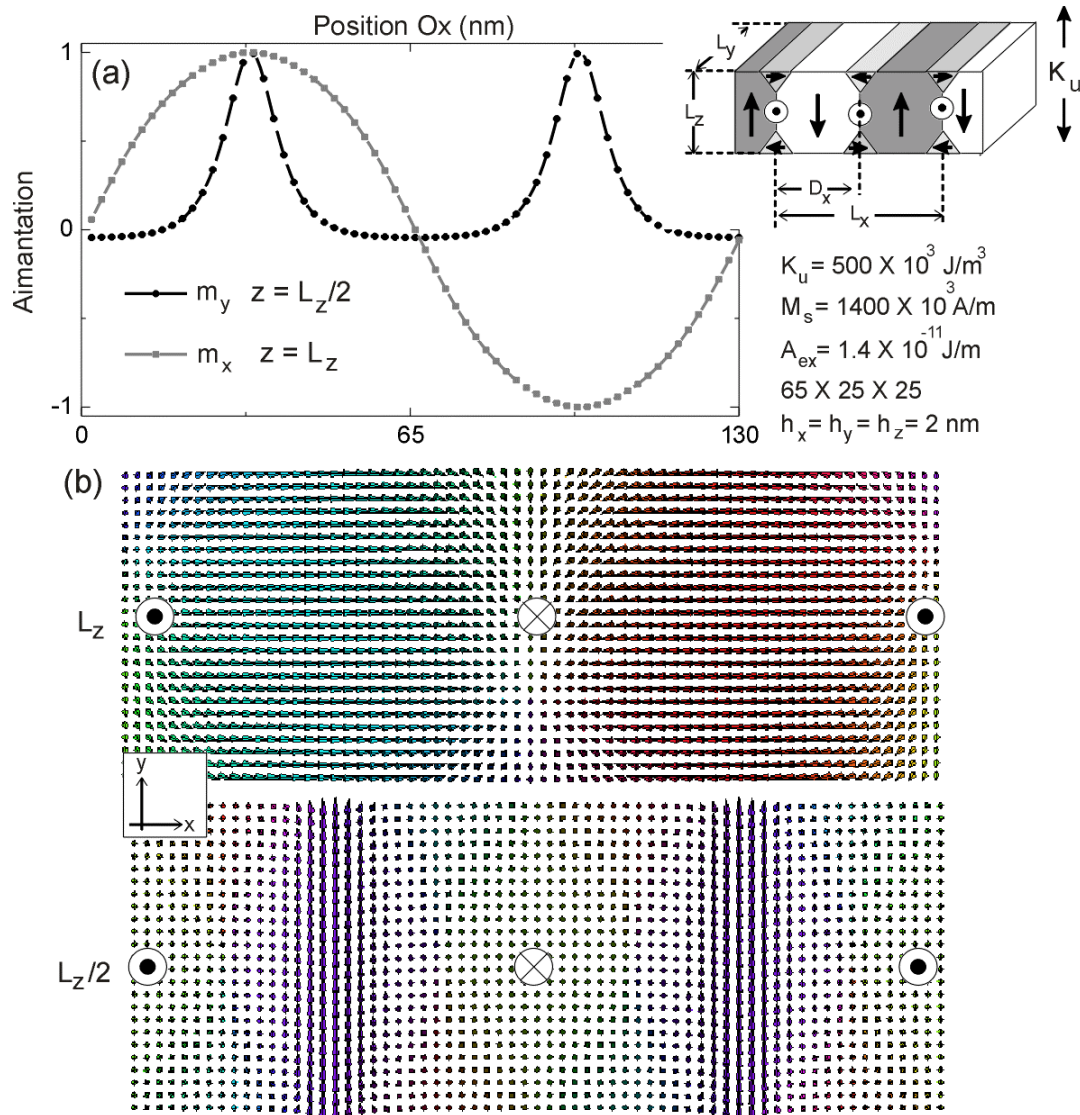 Position Ox (nm)
(a)
1
0
-1
Aimantation
m_y z = L_z/2
m_x z = L_z
0 65 130
L_y
L_z
K_u
D_x
L_x
K_u = 500 X 10^3 J/m^3
M_s = 1400 X 10^3 A/m
A_ex = 1.4 X 10^-11 J/m
65 X 25 X 25
h_x = h_y = h_z = 2 nm
(b)
L_z
y
x
L_z/2